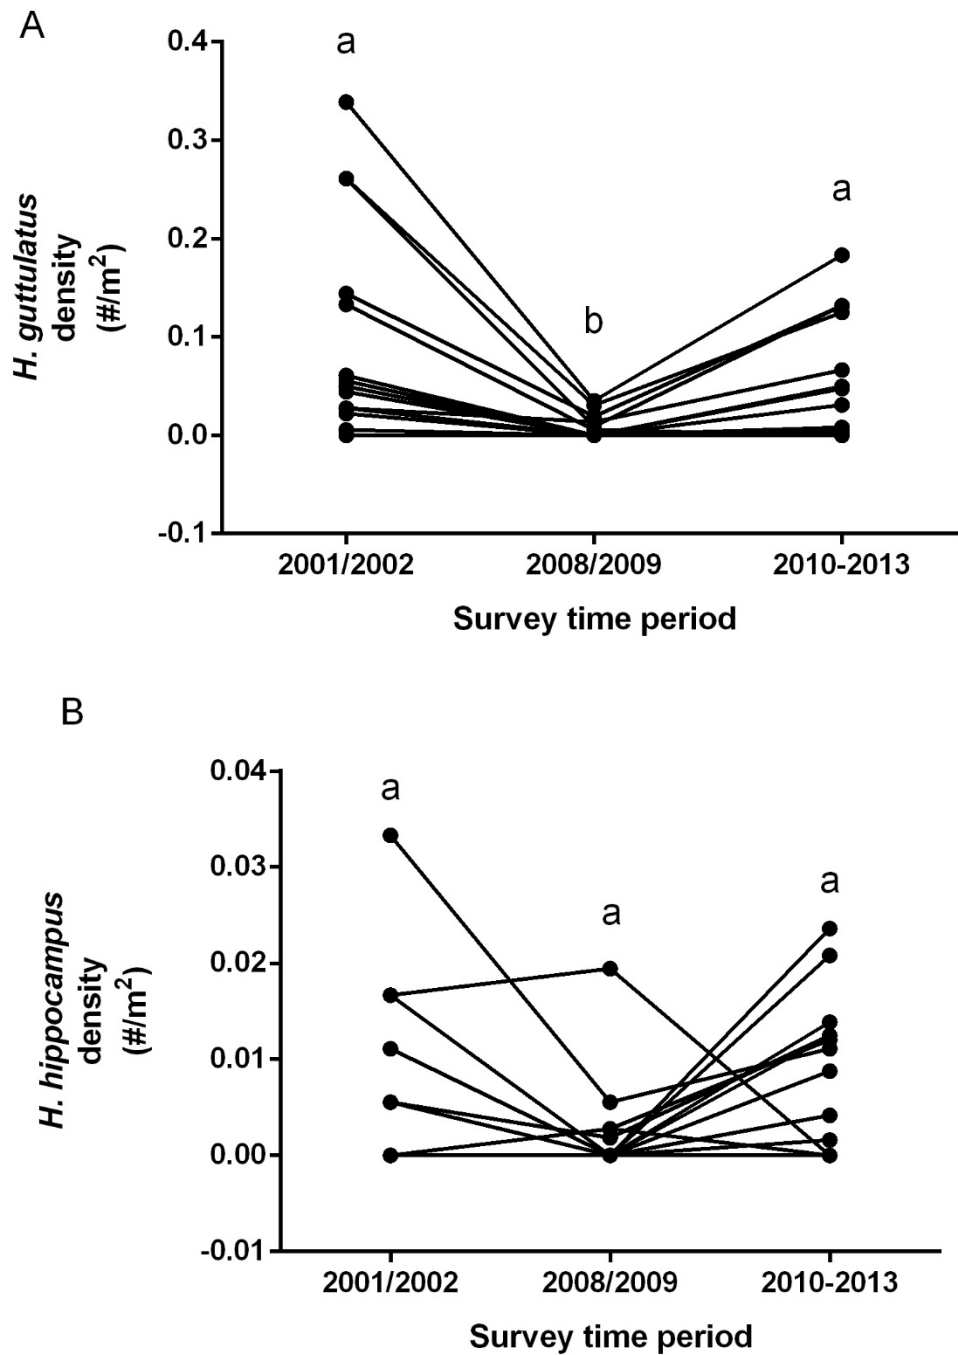 A
a
b
a
0.4
0.3
0.2
0.1
0.0
-0.1
H. guttulatus
density
(#/m²)
2001/2002 2008/2009 2010-2013
Survey time period
B
a
a
a
0.04
0.03
0.02
0.01
0.00
-0.01
H. hippocampus
density
(#/m²)
2001/2002 2008/2009 2010-2013
Survey time period